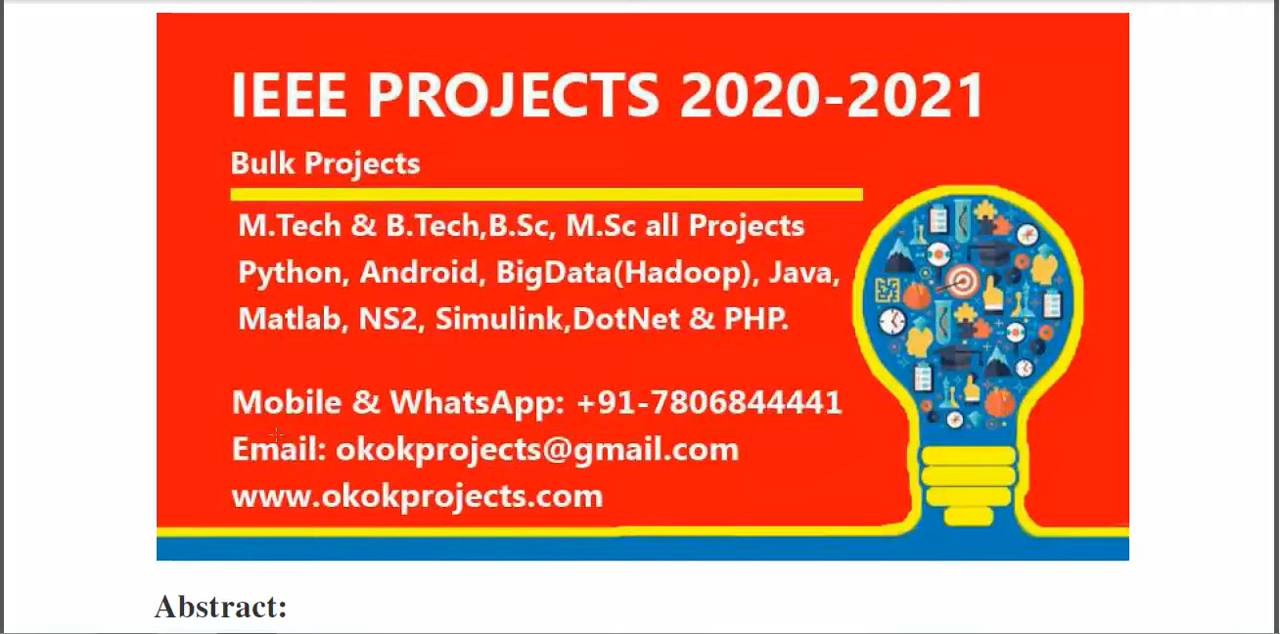 IEEE PROJECTS 2020-2021
Bulk Projects
M.Tech & B.Tech,B.Sc, M.Sc all Projects
Python, Android, BigData(Hadoop), Java,
Matlab, NS2, Simulink,DotNet & PHP.
Mobile & WhatsApp: +91-7806844441
Email: okokprojects@gmail.com
www.okokprojects.com
Abstract: